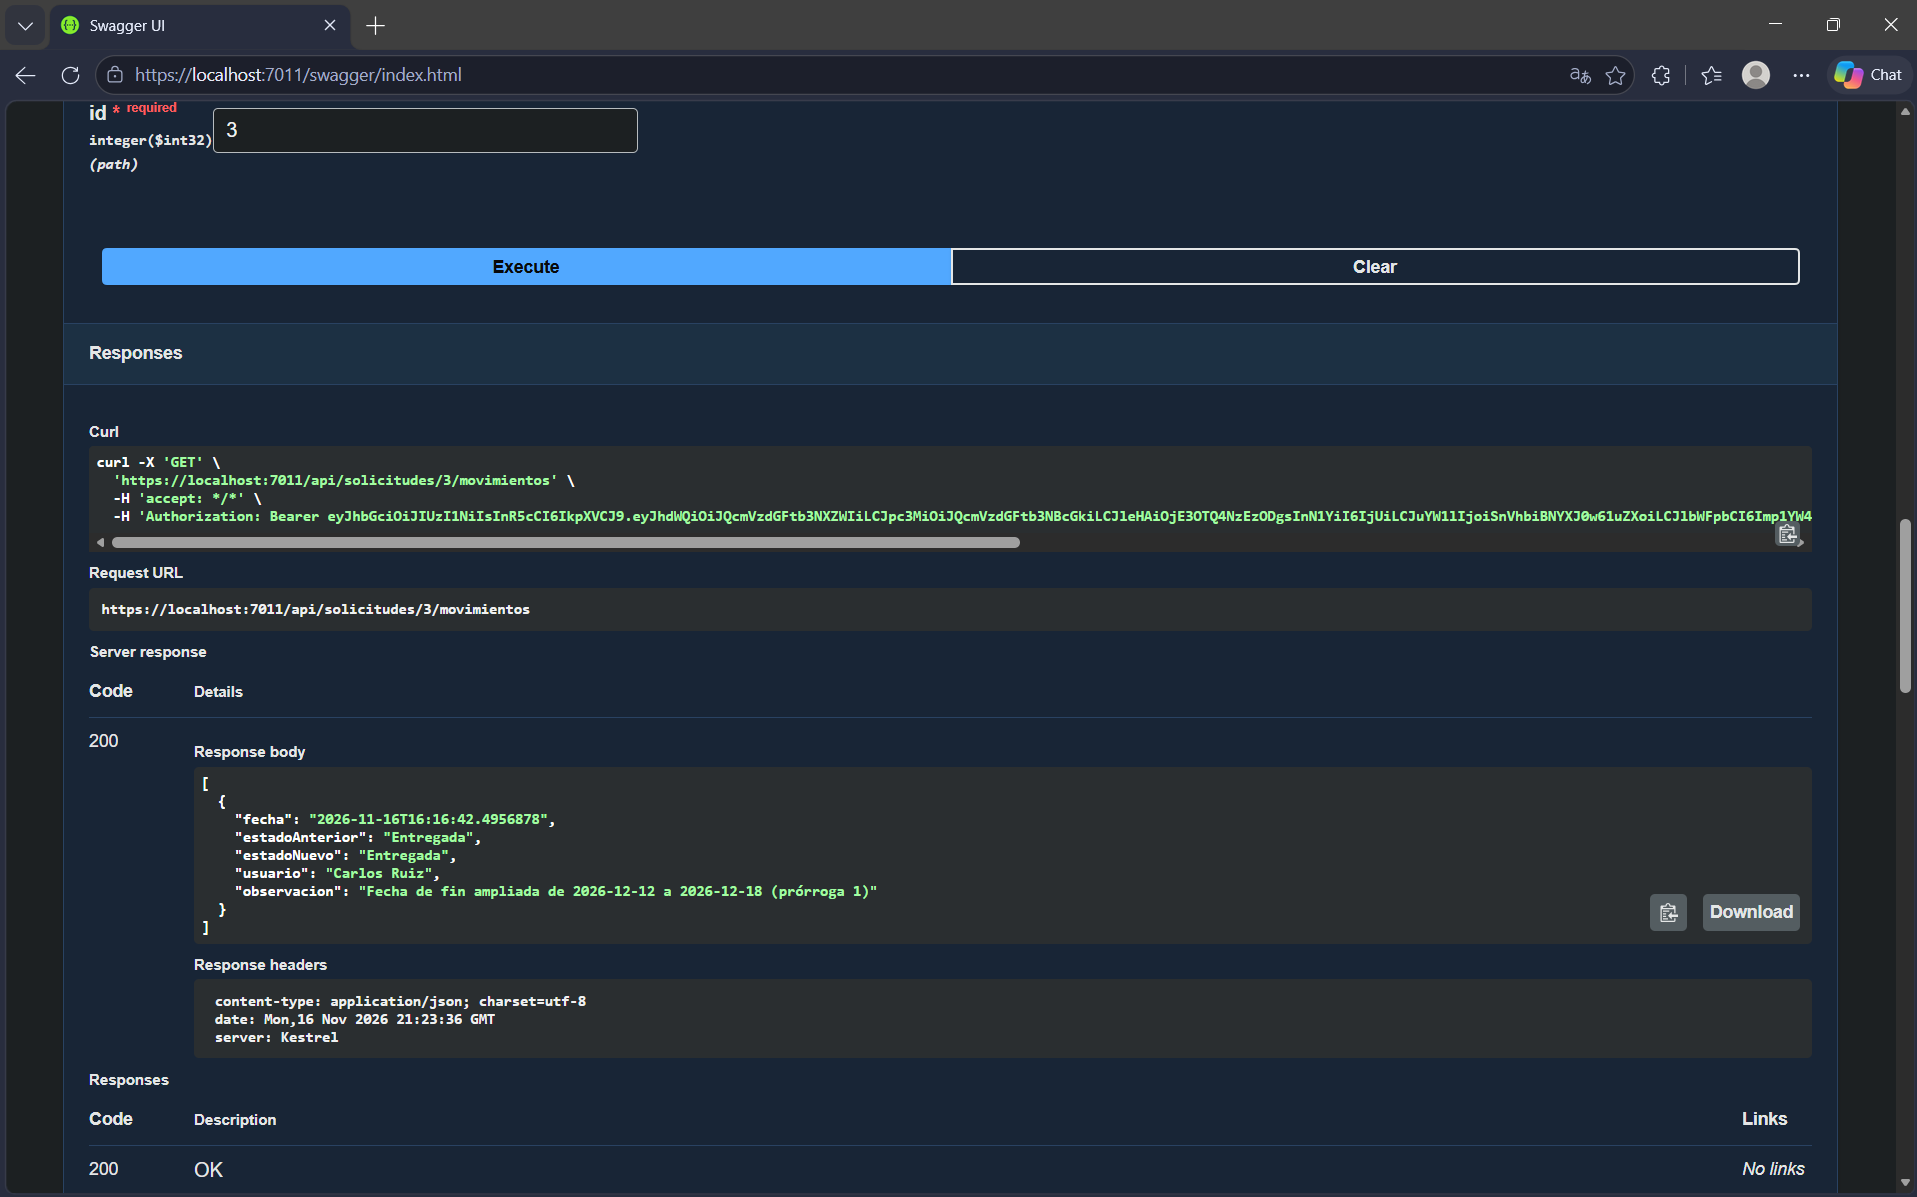 Swagger UI
https://localhost:7011/swagger/index.html
Chat
id * required
integer($int32)
(path)
3
Execute
Clear
Responses
Curl
curl -X 'GET' \
'https://localhost:7011/api/solicitudes/3/movimientos' \
-H 'accept: */*' \
-H 'Authorization: Bearer eyJhbGciOiJIUzI1NiIsInR5cCI6IkpXVCJ9.eyJhdWQiOiJQcmVzdGFtb3NXZWIiLCJpc3MiOiJQcmVzdGFtb3NBcGkiLCJleHAiOjE3OTQ4NzEzODgsInN1YiI6IjUiLCJuYW1lIjoiSnVhbiBNYXJ0w61uZXoiLCJlbWFpbCI6Imp1YW4
Request URL
https://localhost:7011/api/solicitudes/3/movimientos
Server response
Code Details
200
Response body
[
{
"fecha": "2026-11-16T16:16:42.4956878",
"estadoAnterior": "Entregada",
"estadoNuevo": "Entregada",
"usuario": "Carlos Ruiz",
"observacion": "Fecha de fin ampliada de 2026-12-12 a 2026-12-18 (prórroga 1)"
}
]
Download
Response headers
content-type: application/json; charset=utf-8
date: Mon,16 Nov 2026 21:23:36 GMT
server: Kestrel
Responses
Code Description Links
200 OK No links